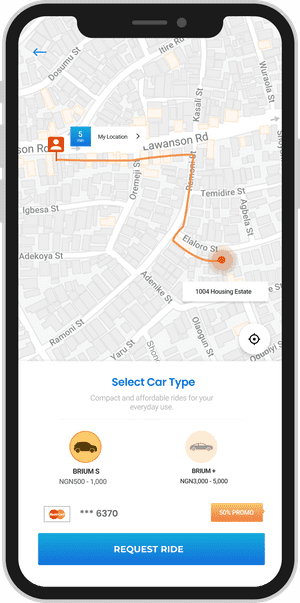 Dosumu St
Itire Rd
Wuraola St
Kasali St
5
min
My Location
Lawanson Rd
son Rd
Ramoni St
Oremeji St
Temidire St
Igbesa St
Agbela St
Elaloro St
Adekoya St
1004 Housing Estate
Adenike St
Ramoni St
Olaogun St
Yaru St
Shobayo St
Select Car Type
Compact and affordable rides for your
everyday use.
BRIUM S
NGN500 - 1,000
BRIUM +
NGN3,000 - 5,000
*** 6370
50% PROMO
REQUEST RIDE